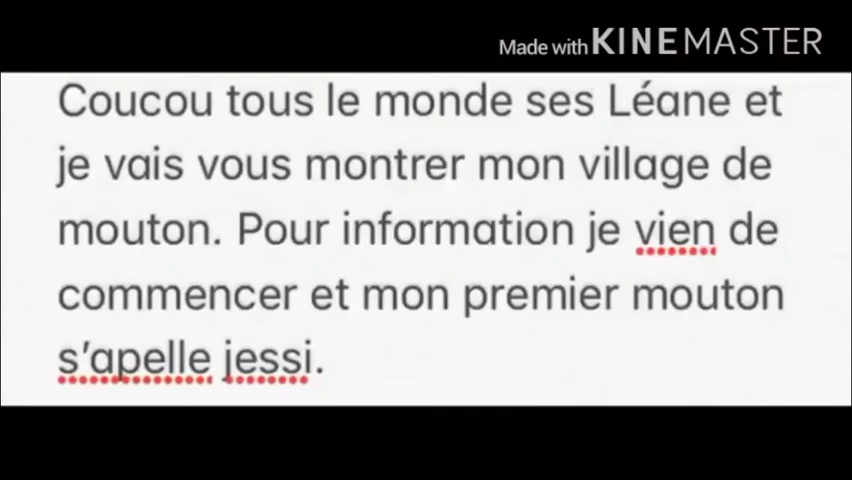 Made with KINEMASTER
Coucou tous le monde ses Léane et
je vais vous montrer mon village de
mouton. Pour information je vien de
commencer et mon premier mouton
s'apelle jessi.